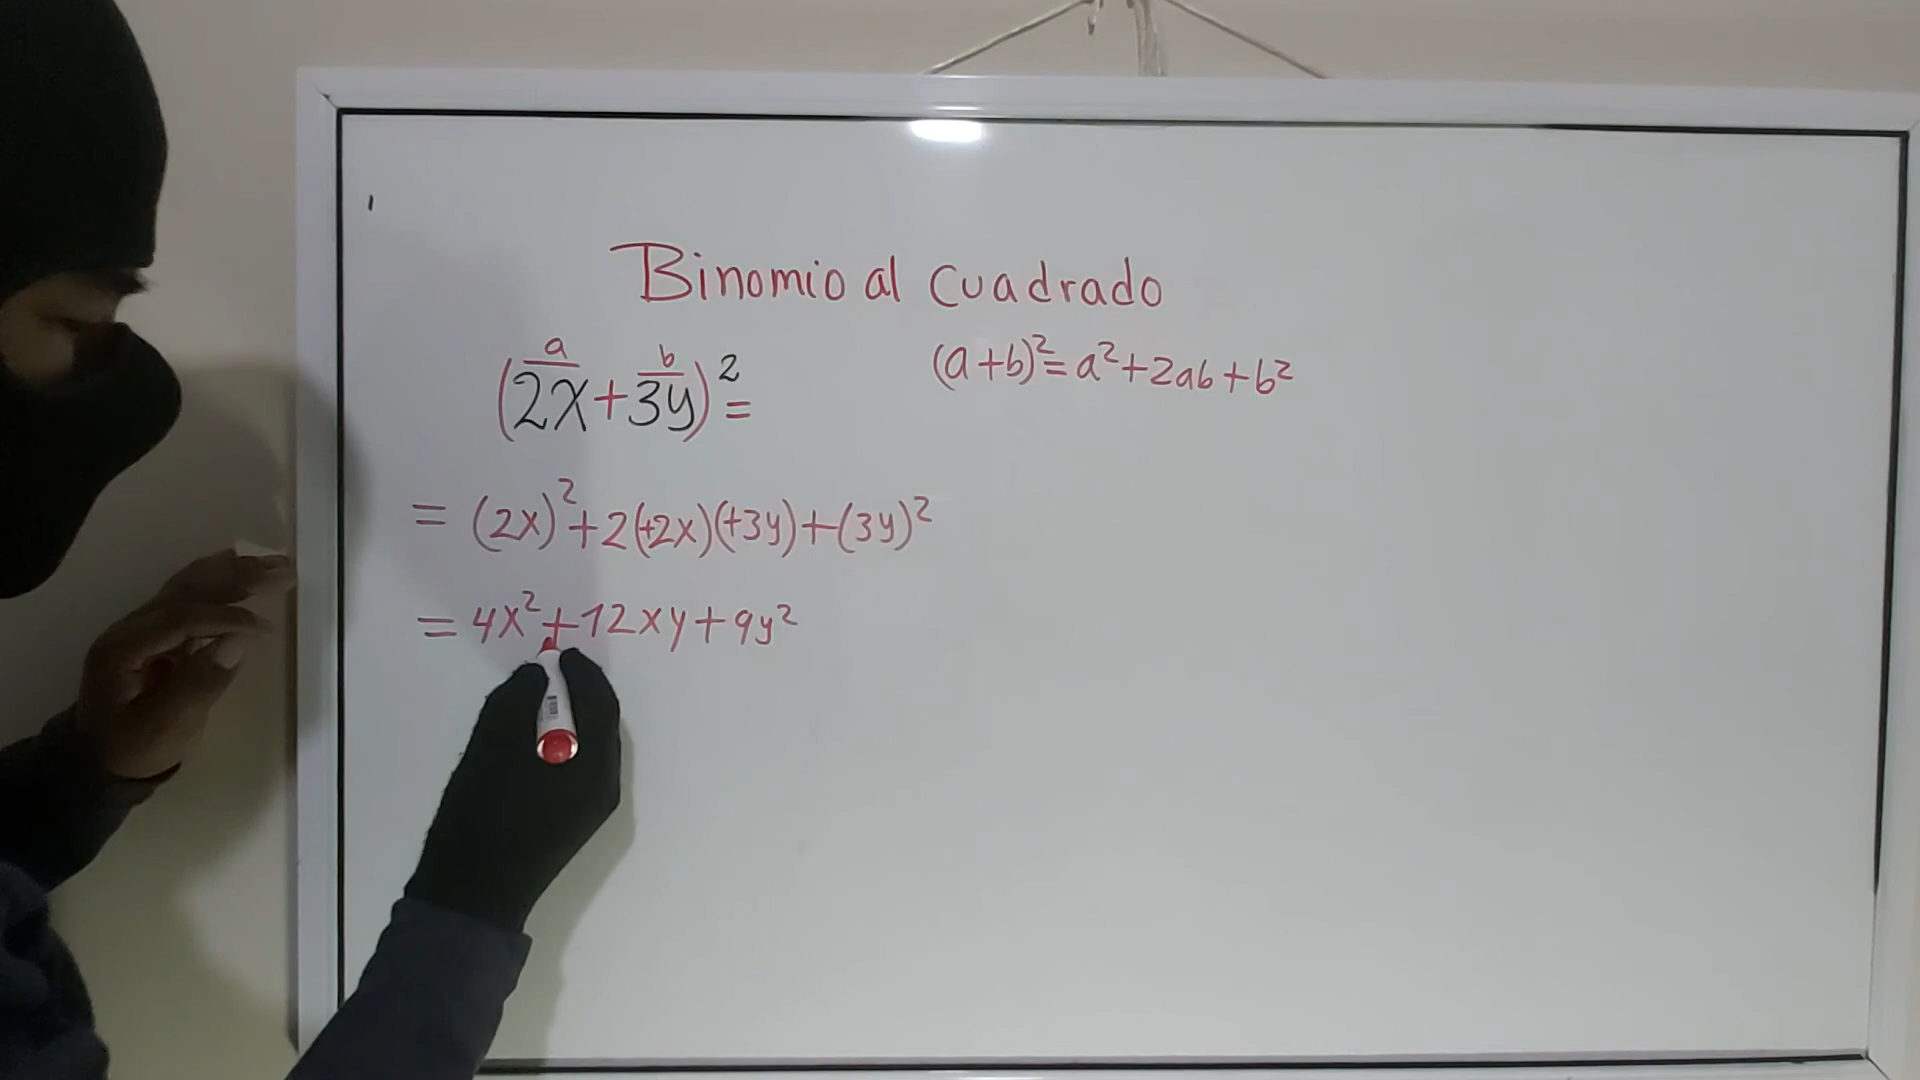 Binomio al cuadrado
a b
(2x+3y)²=
(a+b)²=a²+2ab+b²
= (2x)²+2(+2x)(+3y)+(3y)²
= 4x²+12xy+9y²